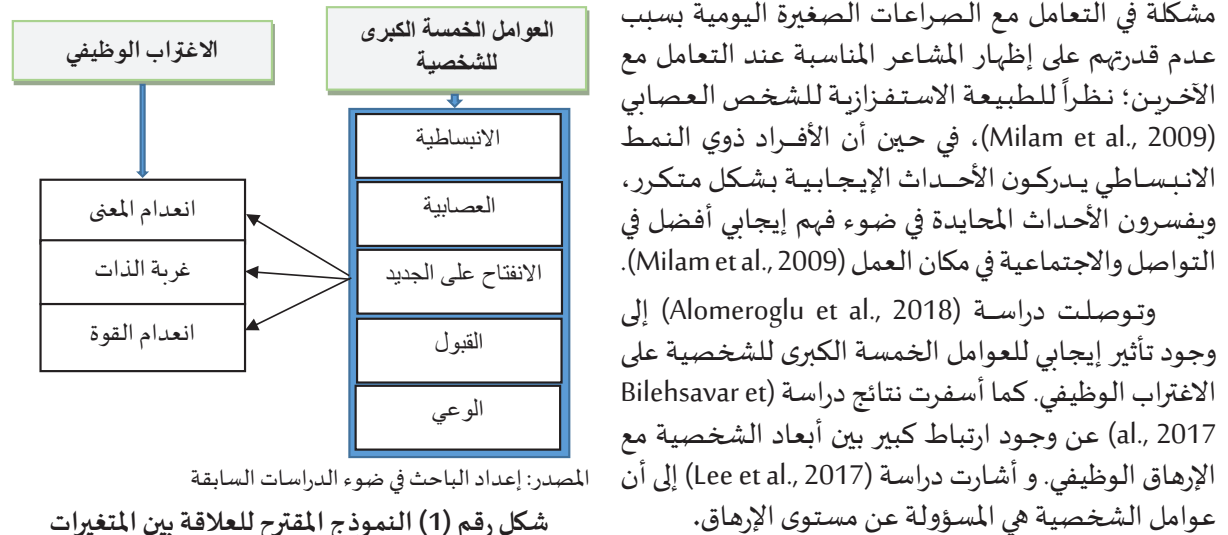 مشكلة في التعامل مع الصراعات الصغيرة اليومية بسبب
عدم قدرتهم على إظهار المشاعر المناسبة عند التعامل مع
الآخرين؛ نظراً للطبيعة الاستفزازية للشخص العصابي
(Milam et al., 2009)، في حين أن الأفراد ذوي النمط
الانبساطي يدركون الأحداث الإيجابية بشكل متكرر،
ويفسرون الأحداث المحايدة في ضوء فهم إيجابي أفضل في
التواصل والاجتماعية في مكان العمل (Milam et al., 2009).
وتوصلت دراسة (Alomeroglu et al., 2018) إلى
وجود تأثير إيجابي للعوامل الخمسة الكبرى للشخصية على
الاغتراب الوظيفي. كما أسفرت نتائج دراسة (Bilehsavar et
al., 2017) عن وجود ارتباط كبير بين أبعاد الشخصية مع
الإرهاق الوظيفي. و أشارت دراسة (Lee et al., 2017) إلى أن
عوامل الشخصية هي المسؤولة عن مستوى الإرهاق.
العوامل الخمسة الكبرى
للشخصية
الانبساطية
العصابية
الانفتاح على الجديد
القبول
الوعي
الاغتراب الوظيفي
انعدام المعنى
غربة الذات
انعدام القوة
المصدر: إعداد الباحث في ضوء الدراسات السابقة
شكل رقم (1) النموذج المقترح للعلاقة بين المتغيرات